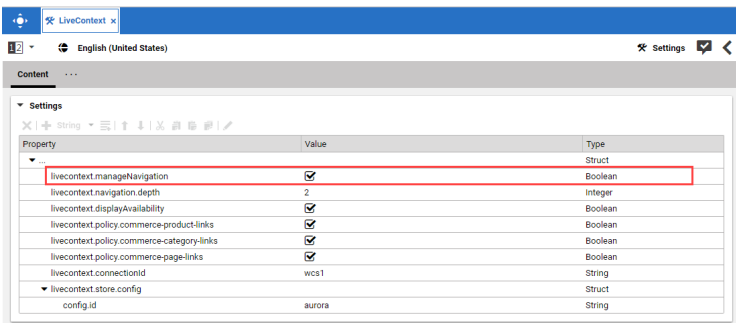 LiveContext ×
12 English (United States) Settings
Content ...
Settings
String
Property Value Type
... Struct
livecontext.manageNavigation Boolean
livecontext.navigation.depth 2 Integer
livecontext.displayAvailability Boolean
livecontext.policy.commerce-product-links Boolean
livecontext.policy.commerce-category-links Boolean
livecontext.policy.commerce-page-links Boolean
livecontext.connectionId wcs1 String
livecontext.store.config Struct
config.id aurora String